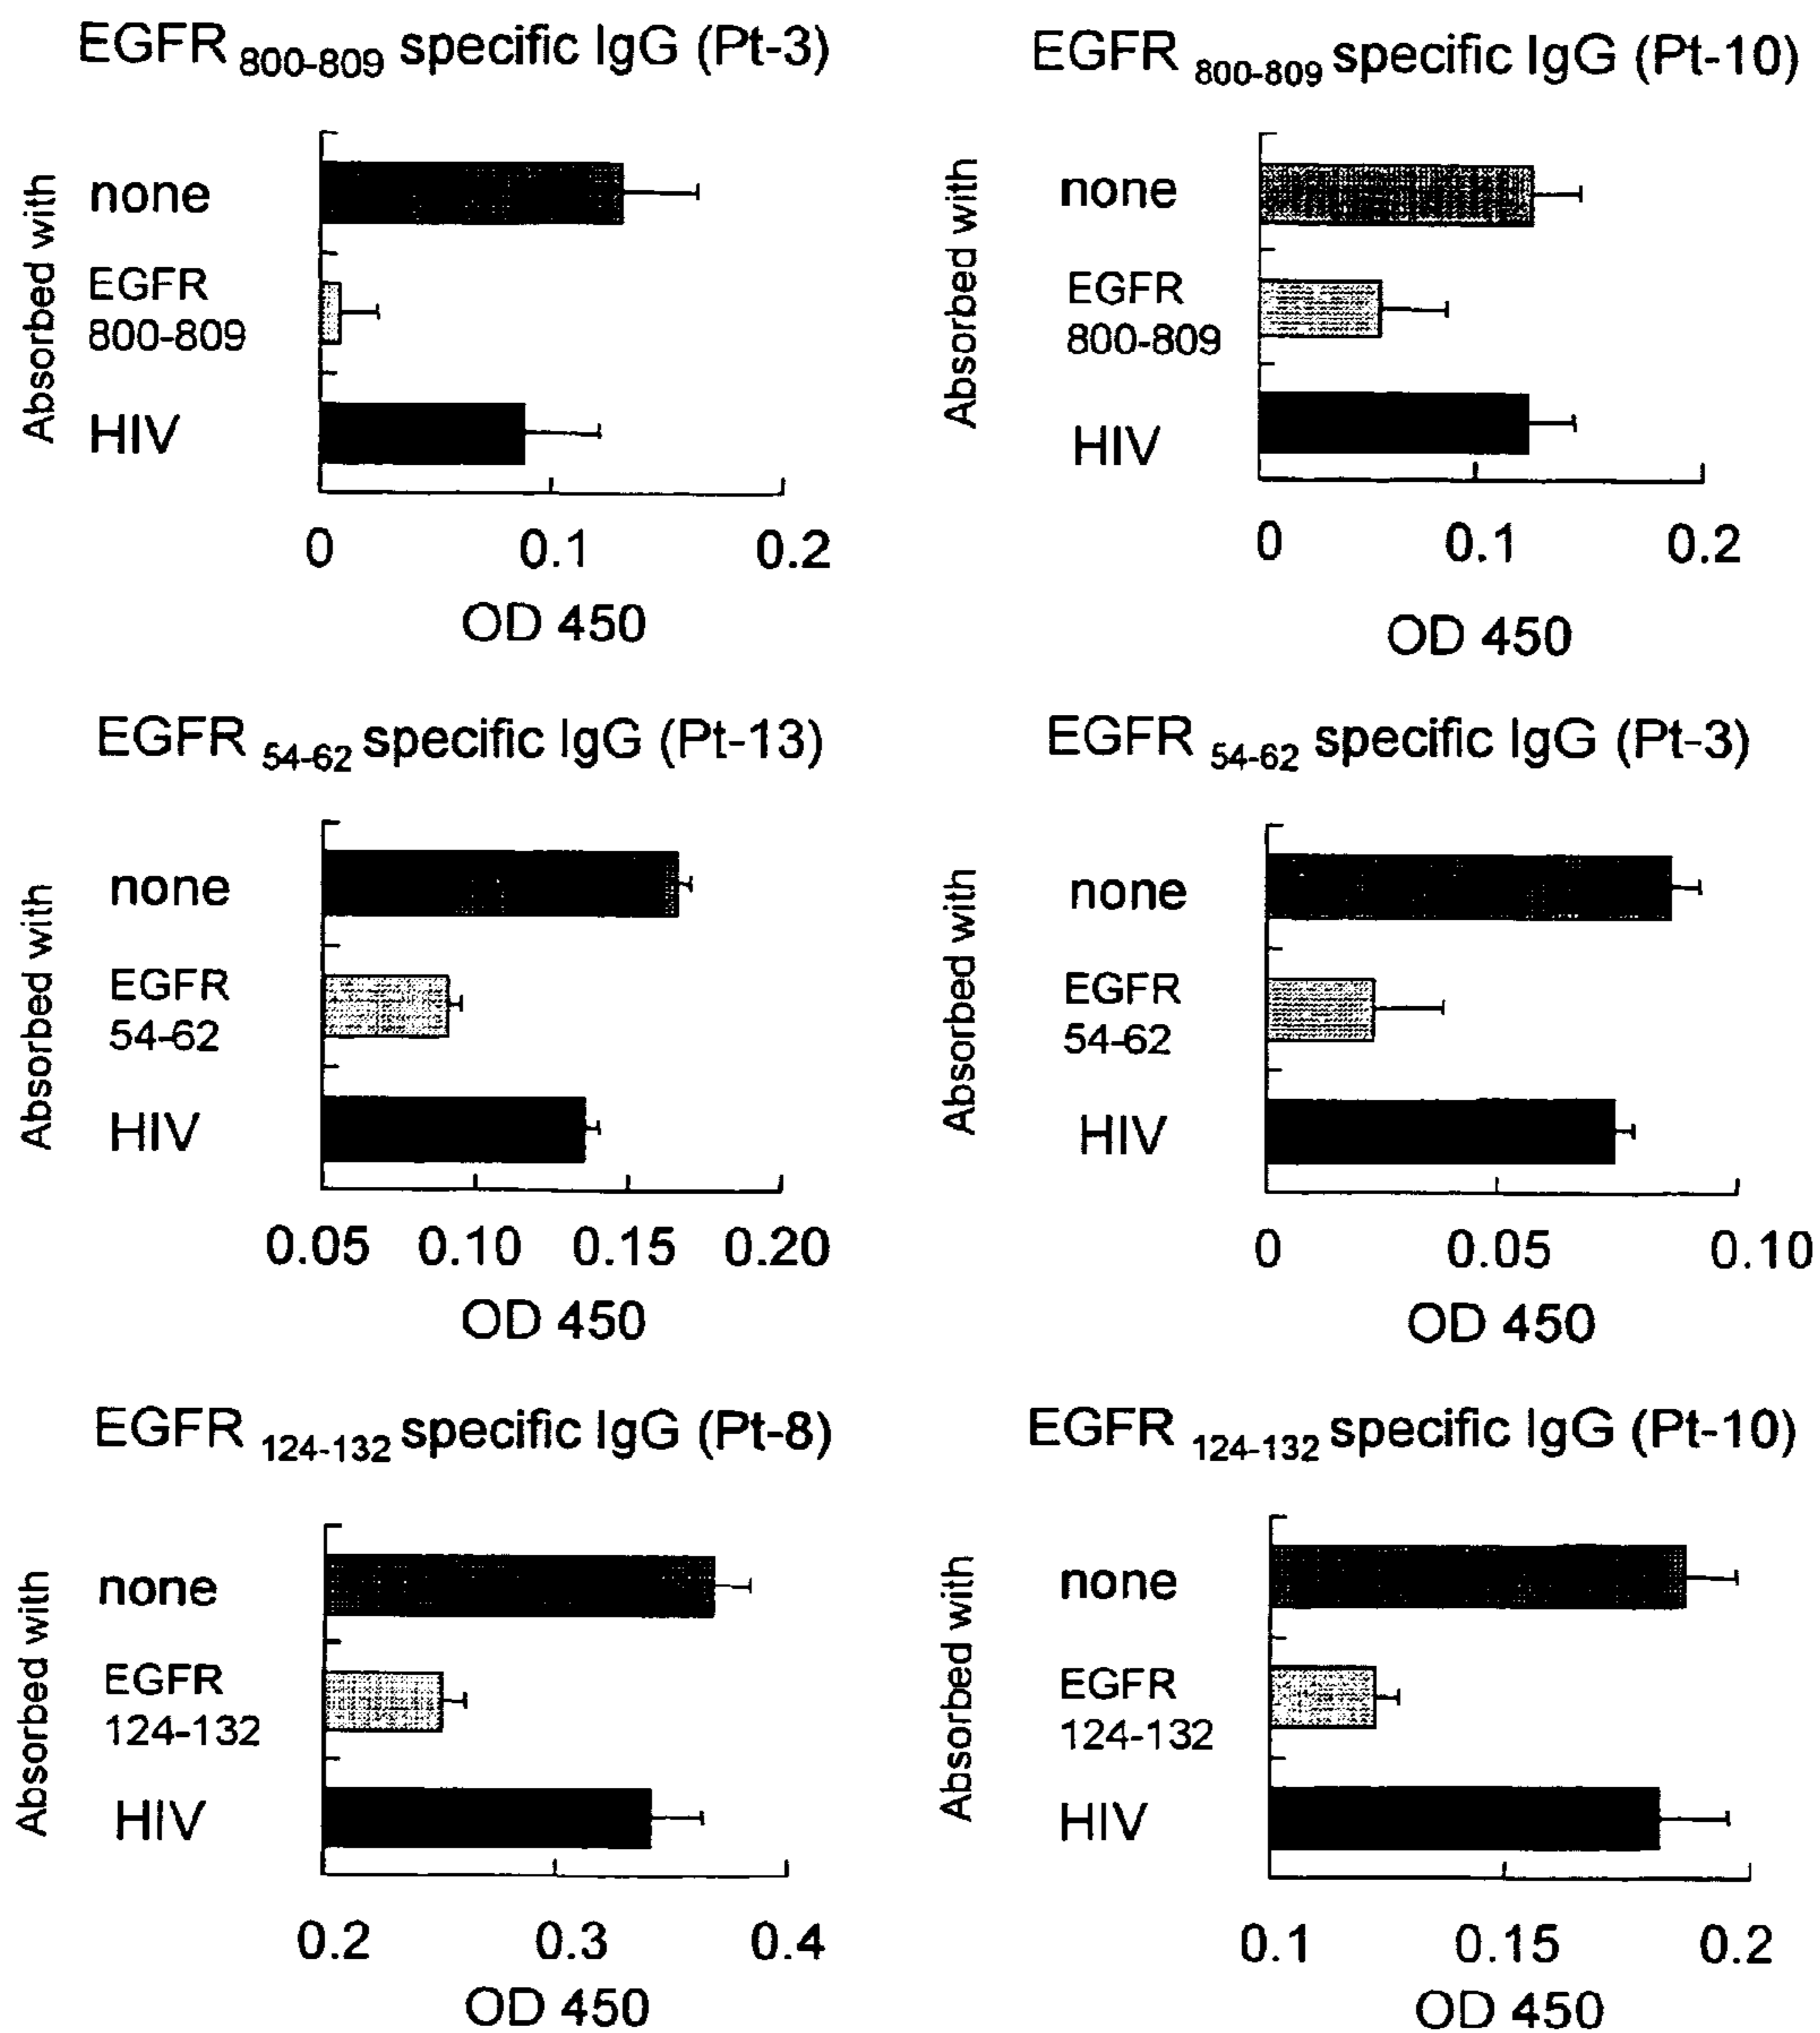 EGFR 800-809 specific IgG (Pt-3)
Absorbed with
none
EGFR
800-809
HIV
0 0.1 0.2
OD 450
EGFR 800-809 specific IgG (Pt-10)
Absorbed with
none
EGFR
800-809
HIV
0 0.1 0.2
OD 450
EGFR 54-62 specific IgG (Pt-13)
Absorbed with
none
EGFR
54-62
HIV
0.05 0.10 0.15 0.20
OD 450
EGFR 54-62 specific IgG (Pt-3)
Absorbed with
none
EGFR
54-62
HIV
0 0.05 0.10
OD 450
EGFR 124-132 specific IgG (Pt-8)
Absorbed with
none
EGFR
124-132
HIV
0.2 0.3 0.4
OD 450
EGFR 124-132 specific IgG (Pt-10)
Absorbed with
none
EGFR
124-132
HIV
0.1 0.15 0.2
OD 450